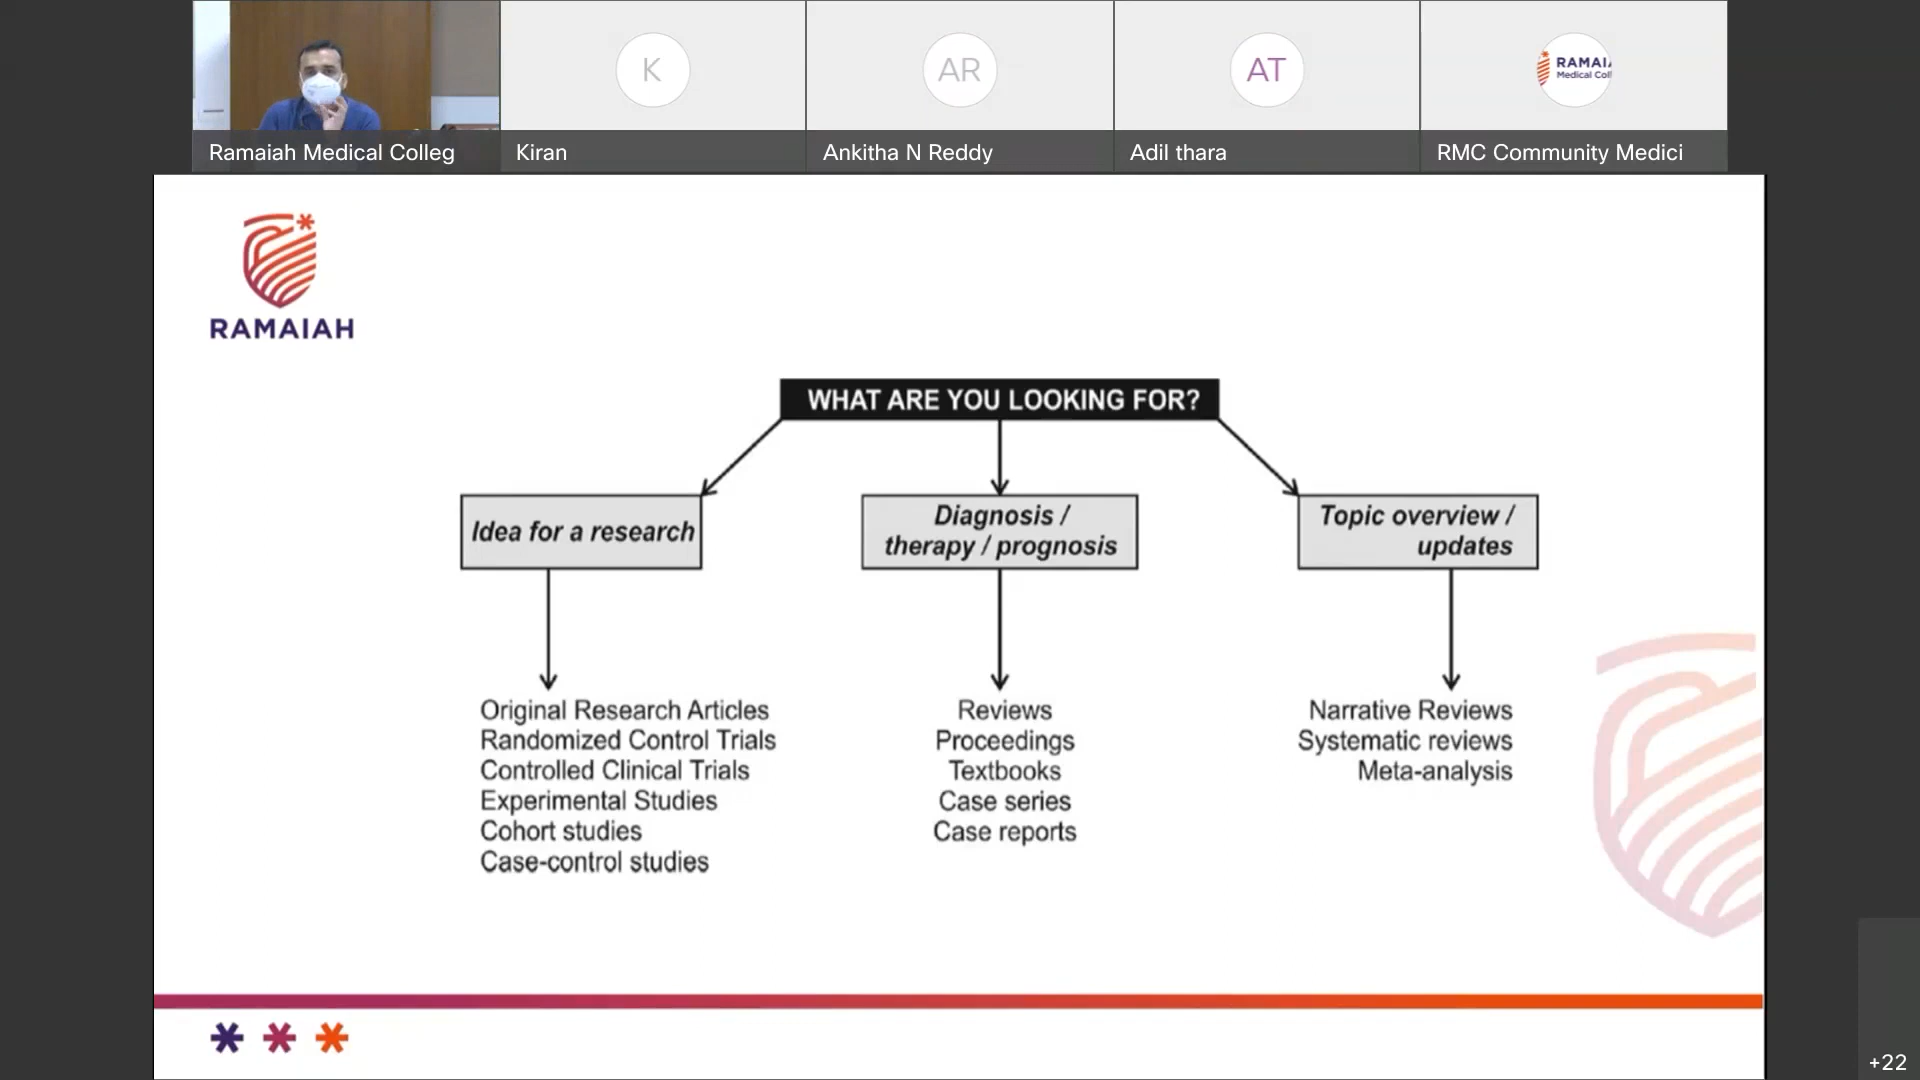 K
AR
AT
RAMAI
Medical Coll
Ramaiah Medical Colleg
Kiran
Ankitha N Reddy
Adil thara
RMC Community Medici
RAMAIAH
WHAT ARE YOU LOOKING FOR?
Idea for a research
Diagnosis /
therapy / prognosis
Topic overview /
updates
Original Research Articles
Randomized Control Trials
Controlled Clinical Trials
Experimental Studies
Cohort studies
Case-control studies
Reviews
Proceedings
Textbooks
Case series
Case reports
Narrative Reviews
Systematic reviews
Meta-analysis
+22